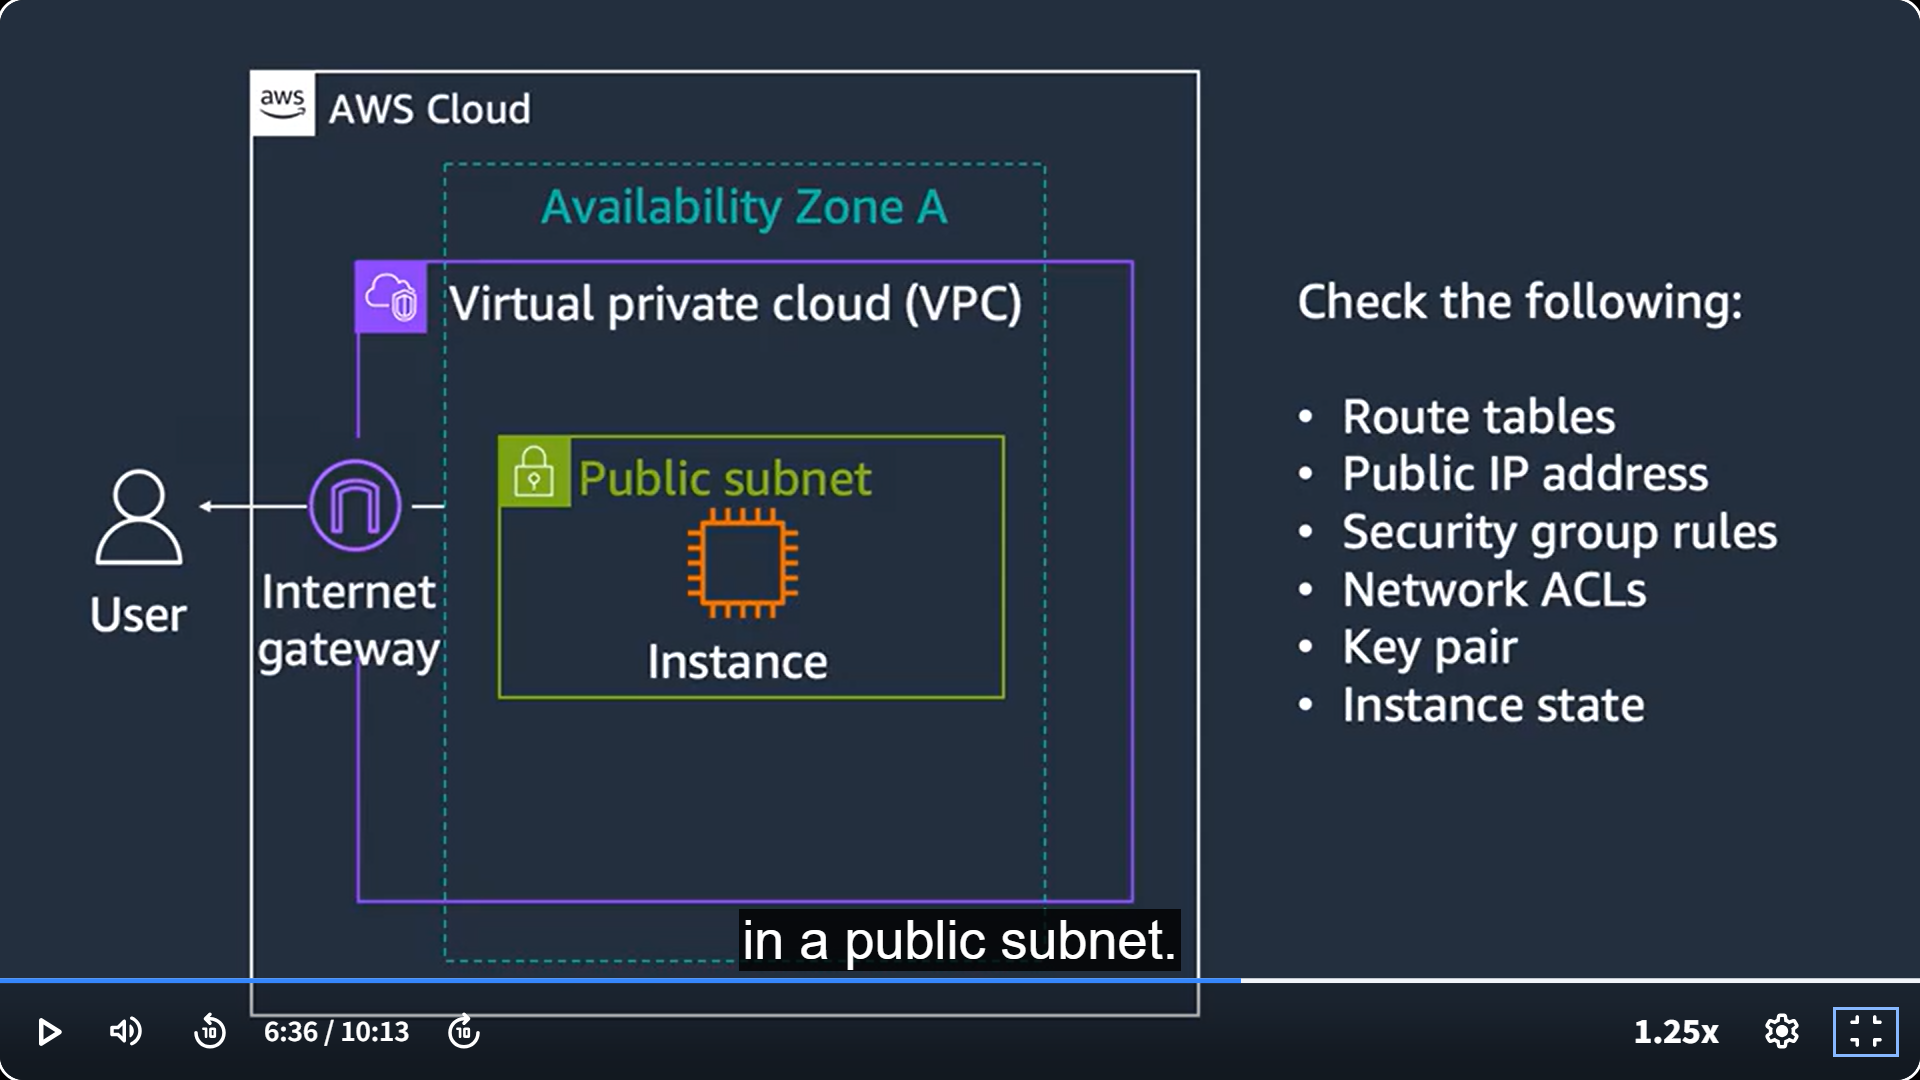 aws
AWS Cloud
Availability Zone A
Virtual private cloud (VPC)
Public subnet
Instance
Internet
gateway
User
Check the following:
• Route tables
• Public IP address
• Security group rules
• Network ACLs
• Key pair
• Instance state
in a public subnet.
10
6:36 / 10:13
10
1.25x